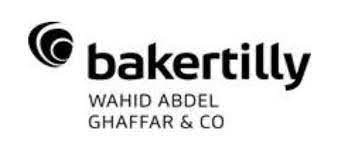 bakertilly
WAHID ABDEL
GHAFFAR & CO